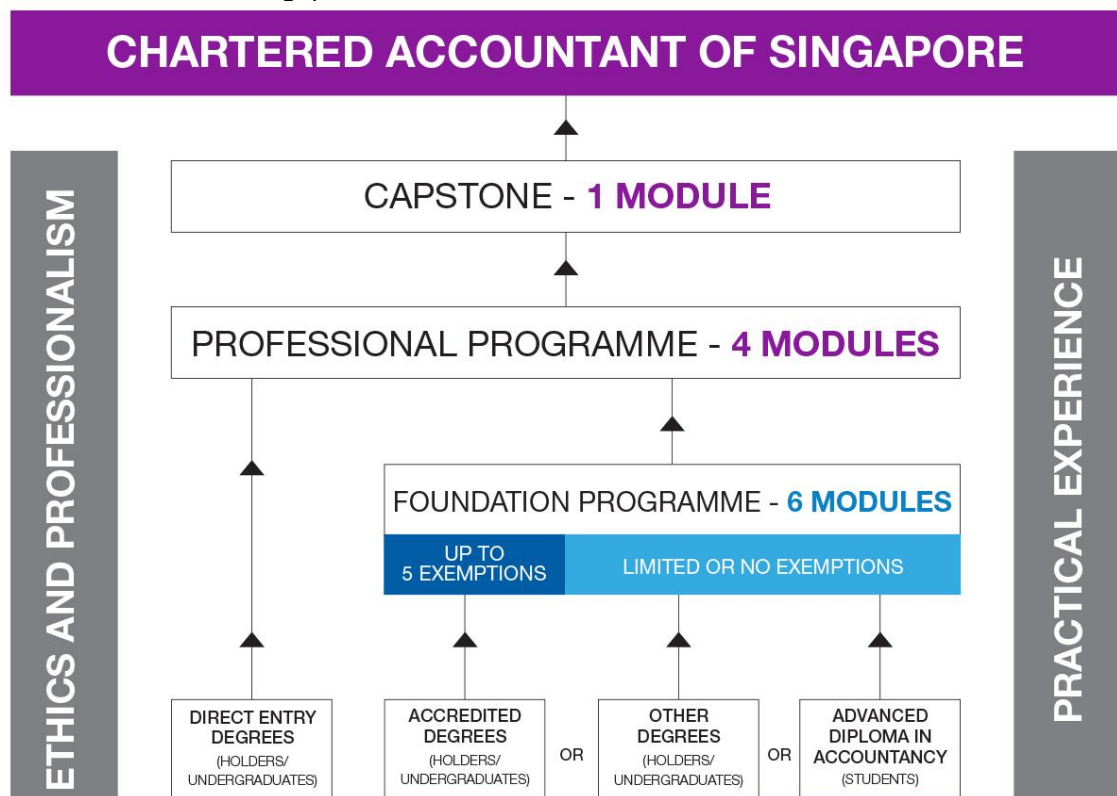 CHARTERED ACCOUNTANT OF SINGAPORE
ETHICS AND PROFESSIONALISM
CAPSTONE - 1 MODULE
PROFESSIONAL PROGRAMME - 4 MODULES
FOUNDATION PROGRAMME - 6 MODULES
UP TO
5 EXEMPTIONS
LIMITED OR NO EXEMPTIONS
DIRECT ENTRY
DEGREES
(HOLDERS/
UNDERGRADUATES)
ACCREDITED
DEGREES
(HOLDERS/
UNDERGRADUATES)
OR
OTHER
DEGREES
(HOLDERS/
UNDERGRADUATES)
OR
ADVANCED
DIPLOMA IN
ACCOUNTANCY
(STUDENTS)
PRACTICAL EXPERIENCE